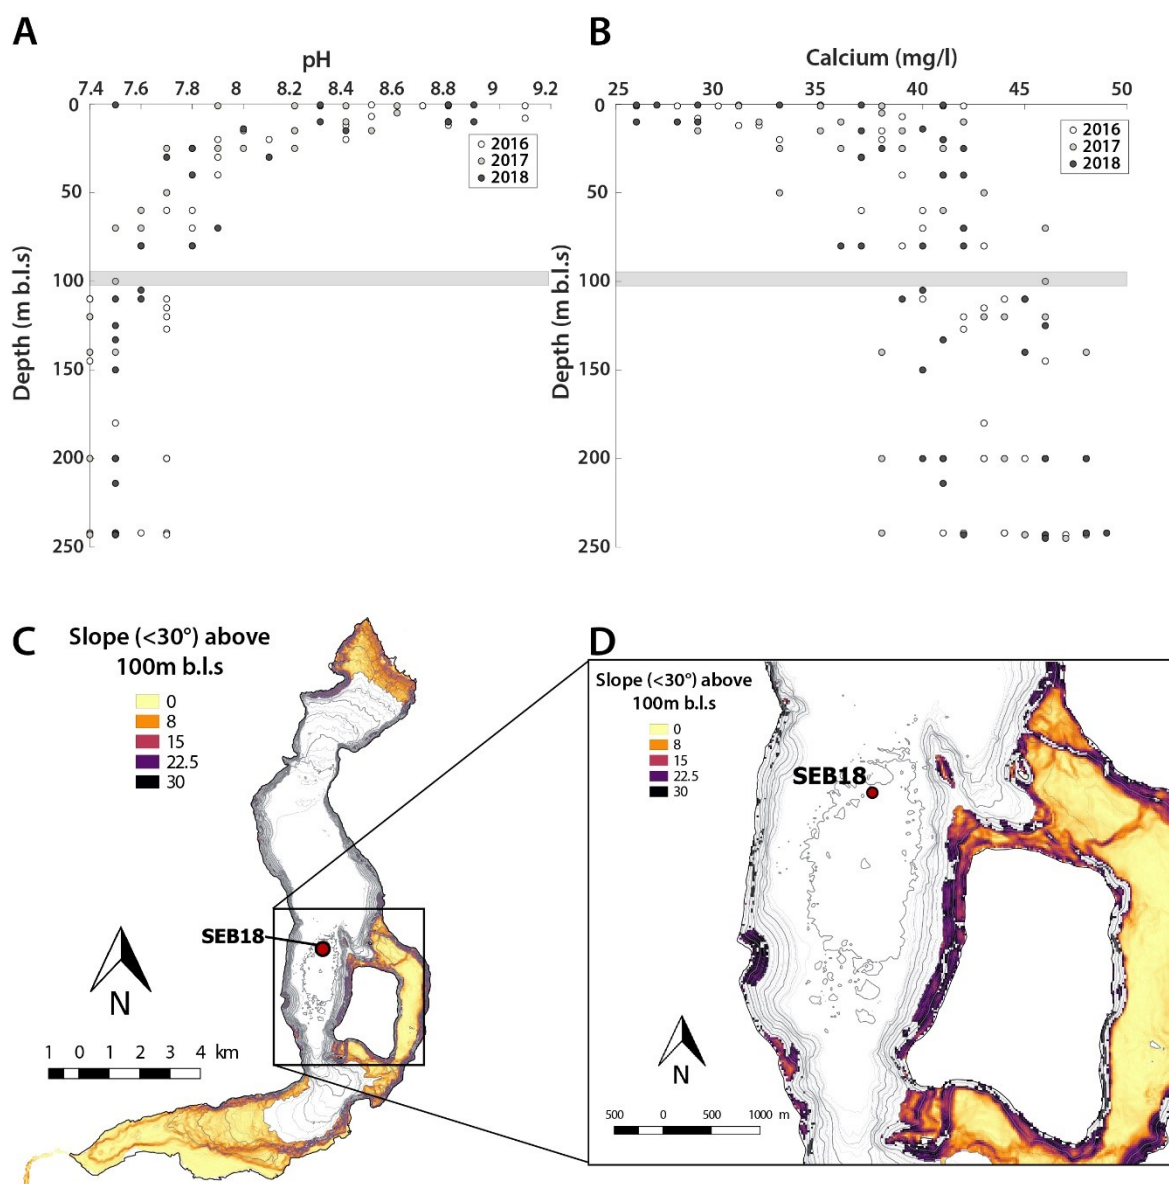 A
pH
7.4 7.6 7.8 8 8.2 8.4 8.6 8.8 9 9.2
0
50
100
150
200
250
Depth (m b.l.s)
2016
2017
2018
B
Calcium (mg/l)
25 30 35 40 45 50
0
50
100
150
200
250
Depth (m b.l.s)
2016
2017
2018
C
Slope (<30°) above
100m b.l.s
0
8
15
22.5
30
SEB18
N
1 0 1 2 3 4 km
D
Slope (<30°) above
100m b.l.s
0
8
15
22.5
30
SEB18
N
500 0 500 1000 m